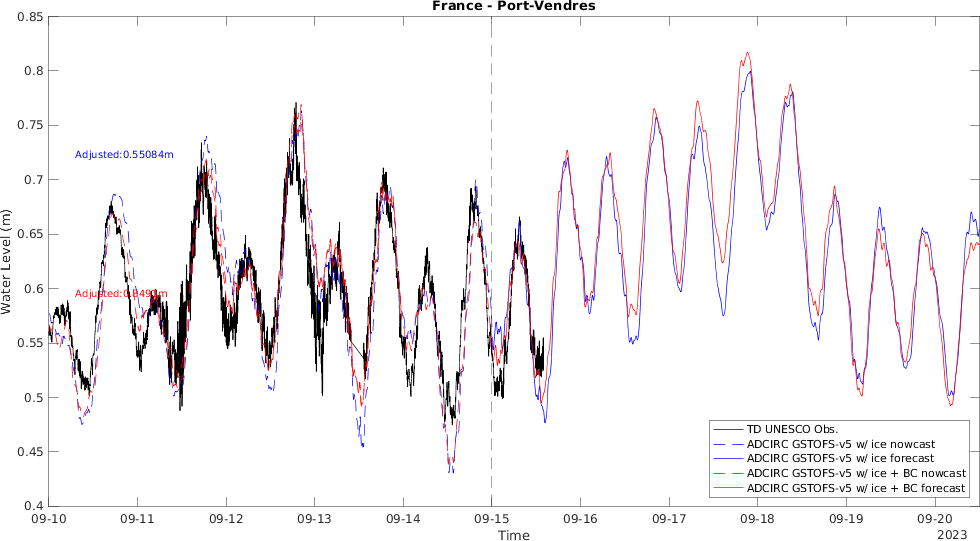 France - Port-Vendres
0.85
0.8
0.75
0.7
0.65
0.6
0.55
0.5
0.45
0.4
Water Level (m)
Adjusted:0.55084m
TD UNESCO Obs.
ADCIRC GSTOFS-v5 w/ ice nowcast
ADCIRC GSTOFS-v5 w/ ice forecast
ADCIRC GSTOFS-v5 w/ ice + BC nowcast
ADCIRC GSTOFS-v5 w/ ice + BC forecast
09-10 09-11 09-12 09-13 09-14 09-15 09-16 09-17 09-18 09-19 09-20
Time
2023